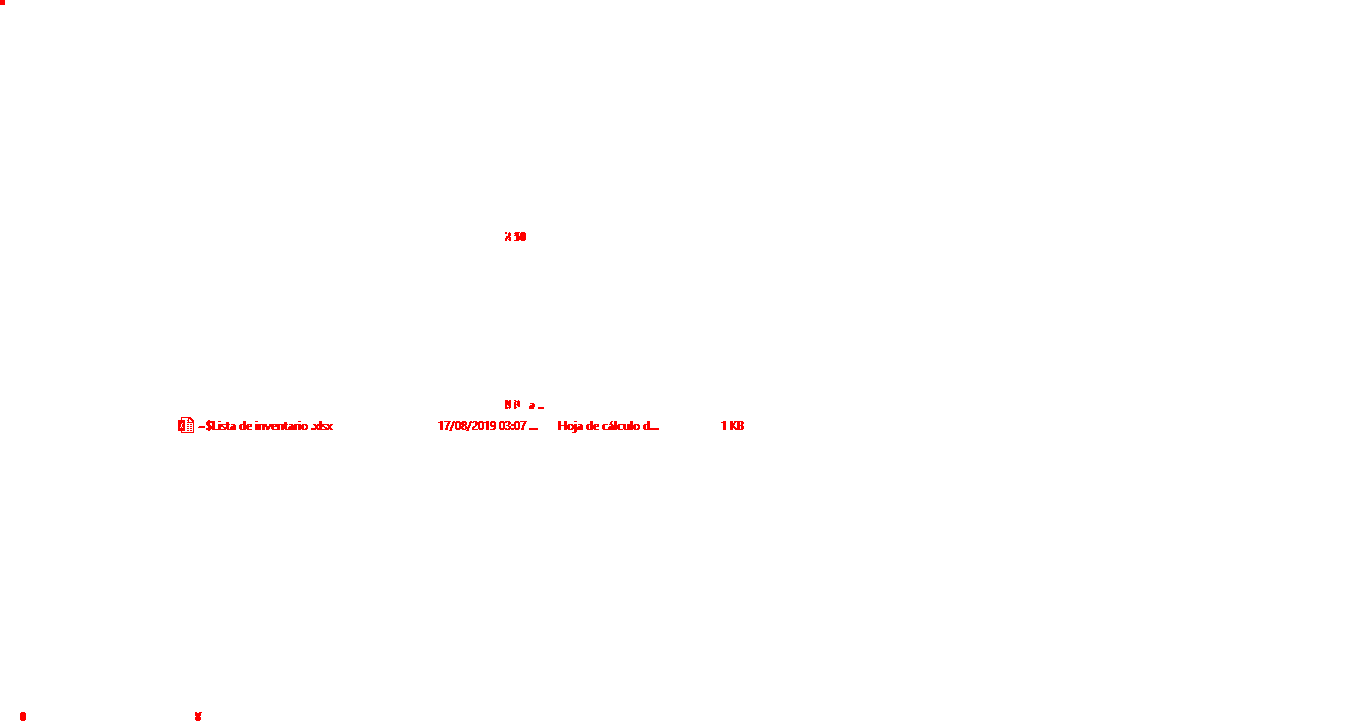 ~$Lista de inventario .xlsx 17/08/2019 03:07 ... Hoja de cálculo d... 1 KB